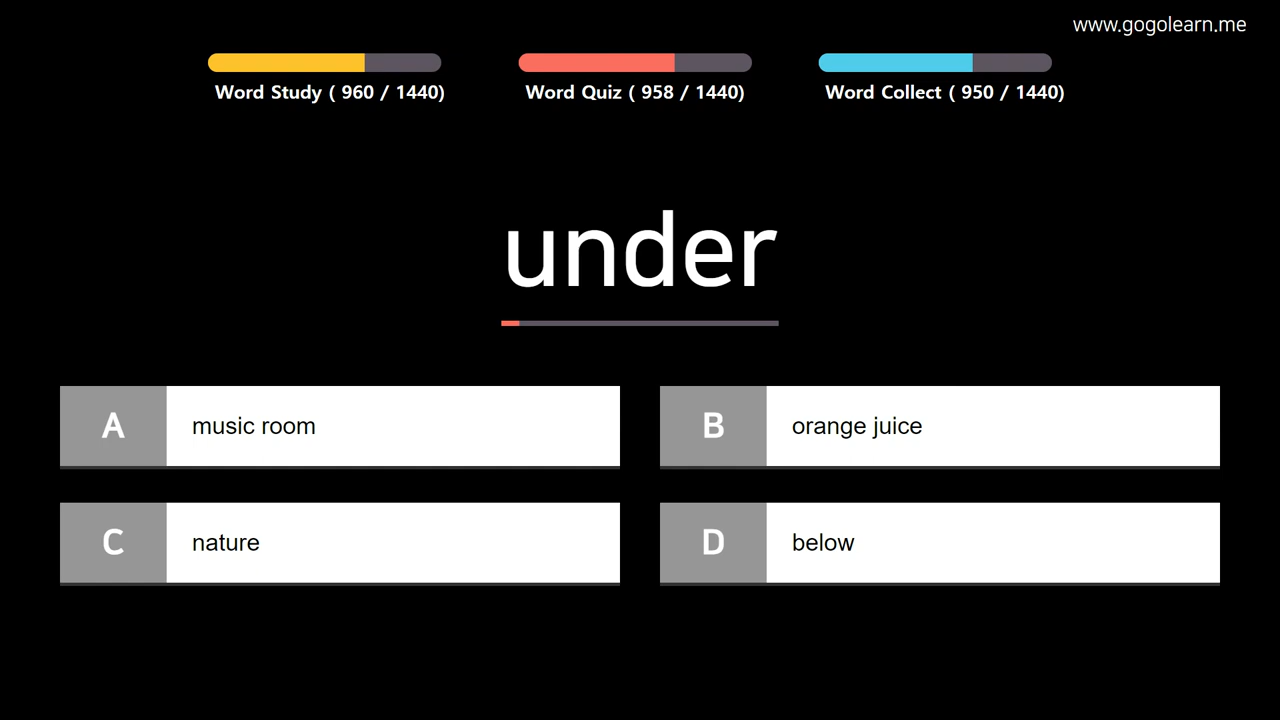 www.gogolearn.me
Word Study ( 960 / 1440)
Word Quiz ( 958 / 1440)
Word Collect ( 950 / 1440)
under
A music room
B orange juice
C nature
D below